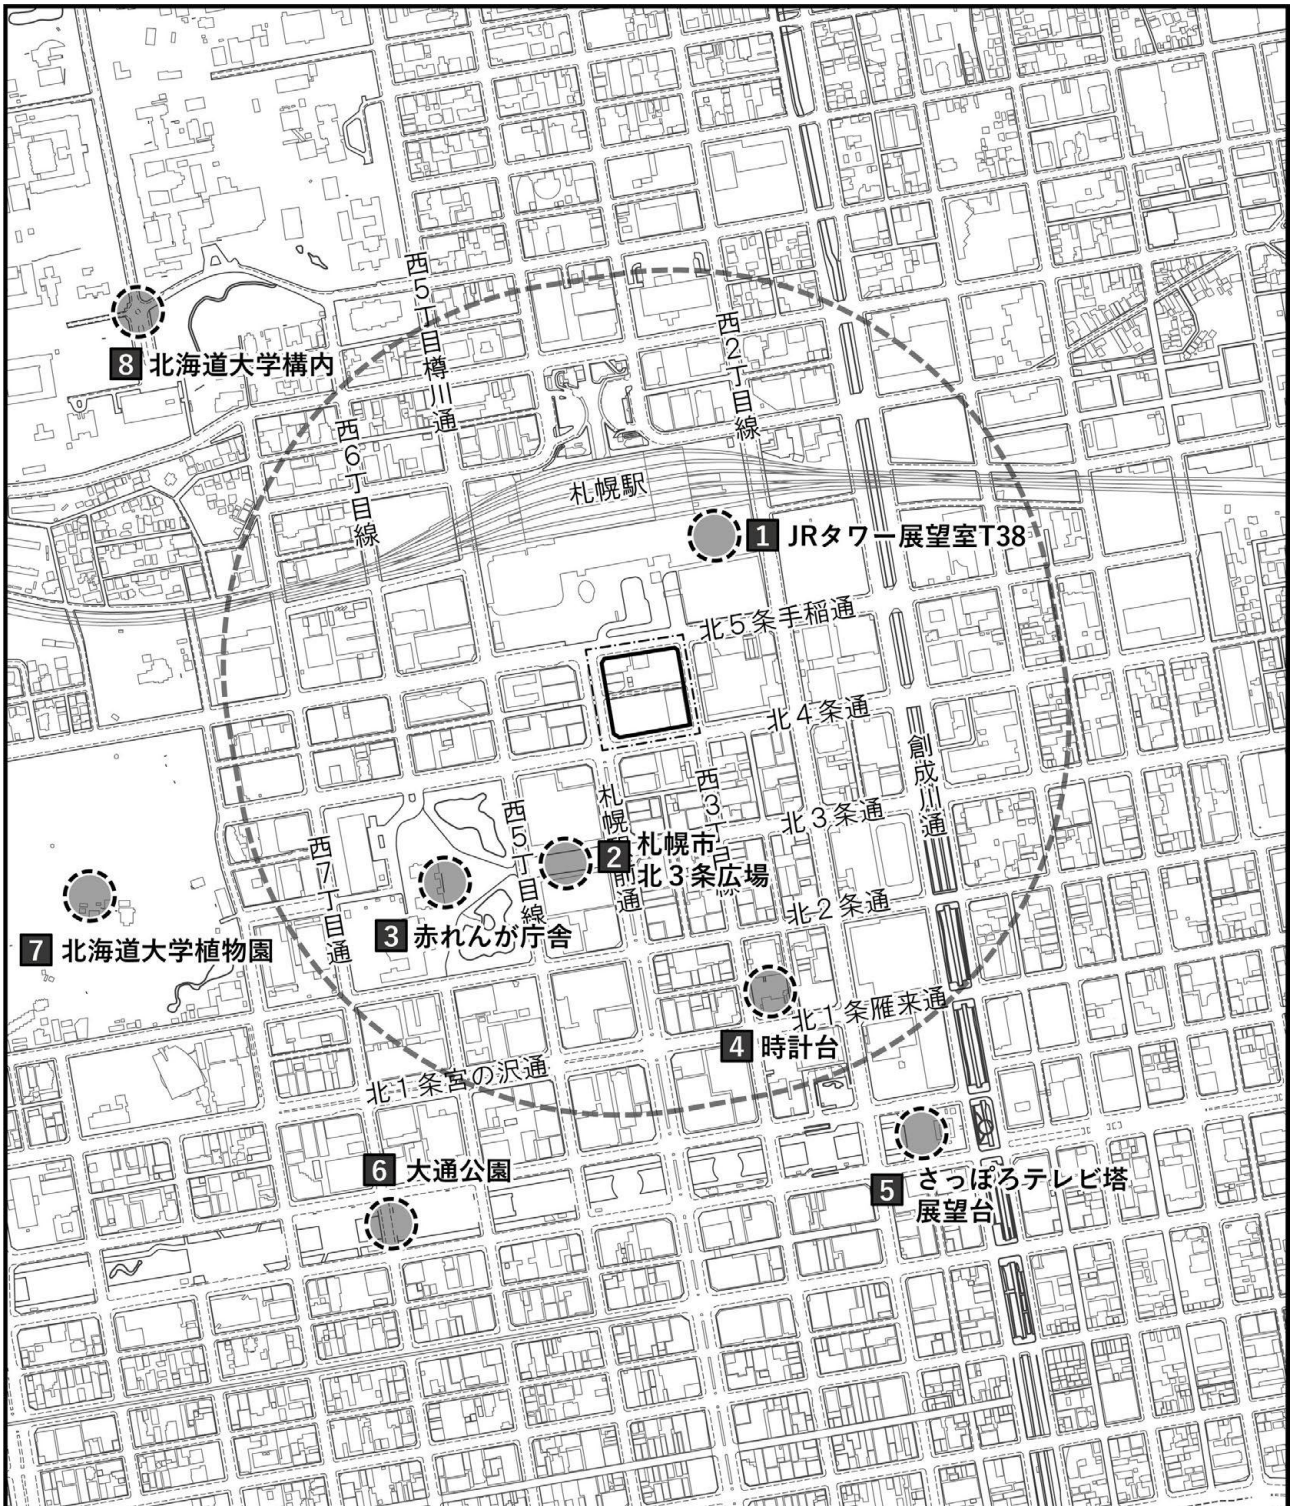 西5丁目樽川通
西2丁目線
8 北海道大学構内
西6丁目線
札幌駅
1 JRタワー展望室T38
北5条手稲通
北4条通
創成川通
西3丁目線
札幌駅前通
西5丁目線
北3条通
2 札幌市
北3条広場
西7丁目通
北2条通
3 赤れんが庁舎
7 北海道大学植物園
北1条雁来通
4 時計台
北1条宮の沢通
6 大通公園
5 さっぽろテレビ塔
展望台